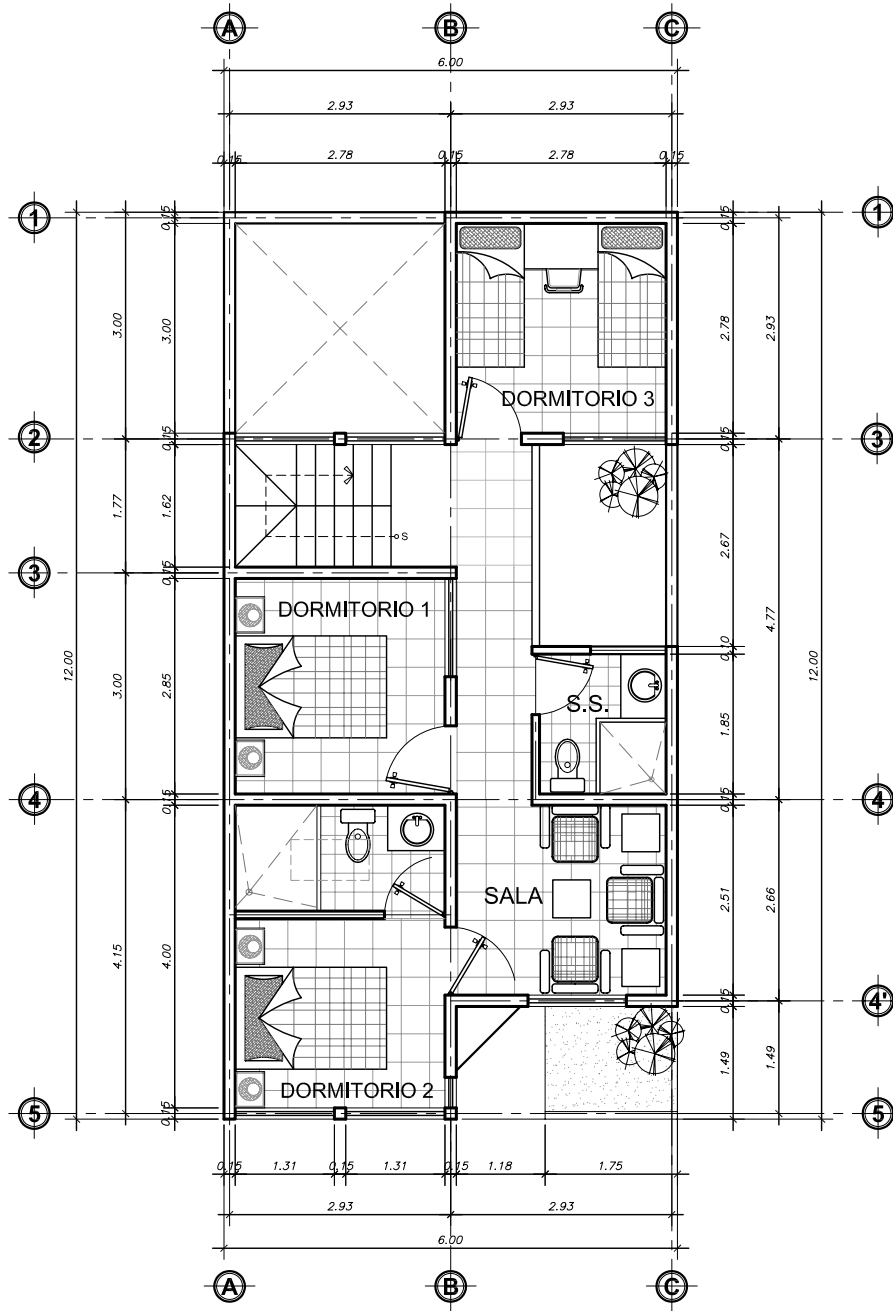 A B C
6.00
2.93 2.93
0.15 2.78 0.15 2.78 0.15
1 1
0.15 0.15
3.00 3.00 2.78 2.93
DORMITORIO 3
2 3
0.15 0.15
1.77 1.62 S 2.67
3 0.15
DORMITORIO 1
12.00 4.77 12.00
0.10
3.00 2.85 S.S. 1.85
4 0.15 0.15 4
SALA 2.51 2.66
4.15 4.00
0.15 4'
DORMITORIO 2 1.49 1.49
5 0.15 5
0.15 1.31 0.15 1.31 0.15 1.18 1.75
2.93 2.93
6.00
A B C